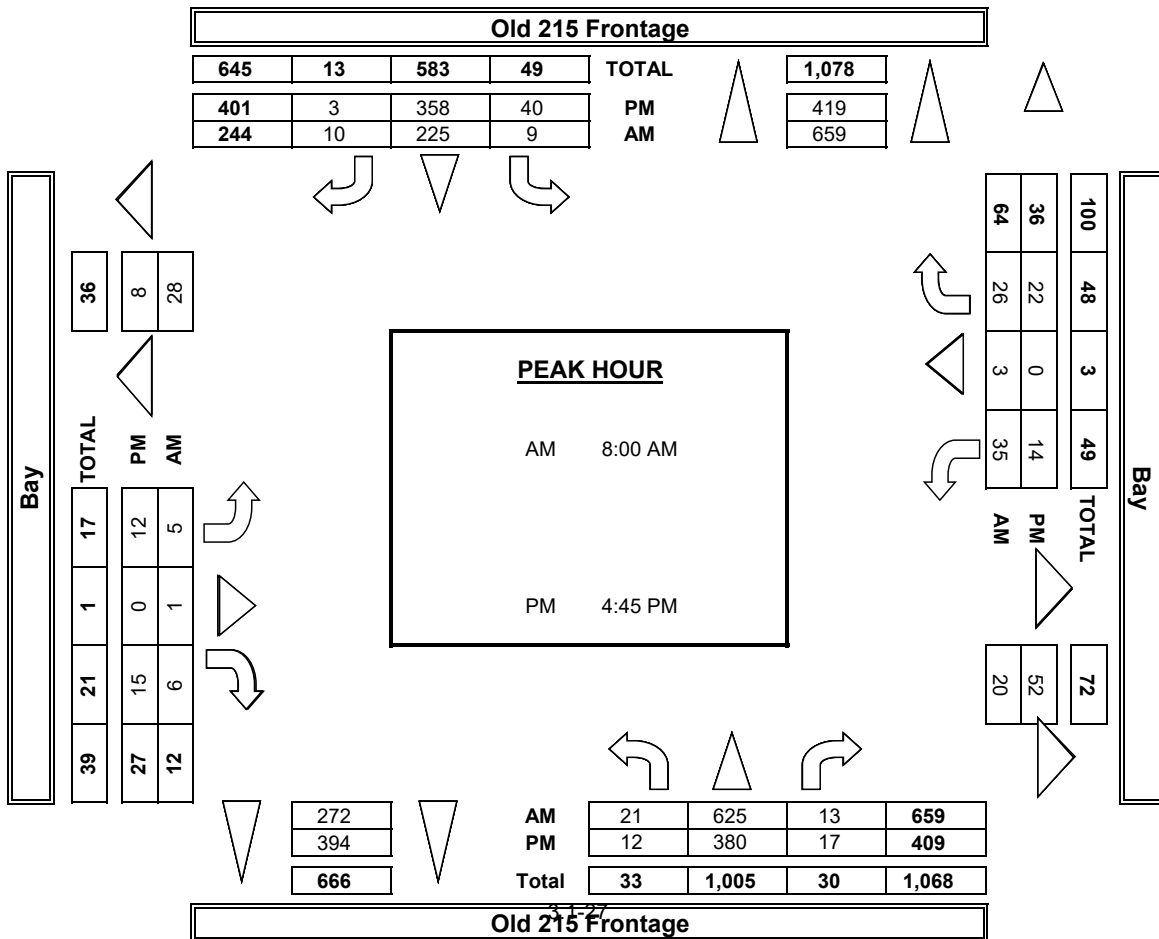 Old 215 Frontage
645 13 583 49 TOTAL 1,078
401 3 358 40 PM 419
244 10 225 9 AM 659
Bay
36
8
28
TOTAL
PM
AM
17 1 21 39
12 0 15 27
5 1 6 12
PEAK HOUR
AM 8:00 AM
PM 4:45 PM
100 48 3 49 TOTAL 72
36 22 0 14 PM 52
64 26 3 35 AM 20
Bay
272 AM 21 625 13 659
394 PM 12 380 17 409
666 Total 33 1,005 30 1,068
3.1-27
Old 215 Frontage